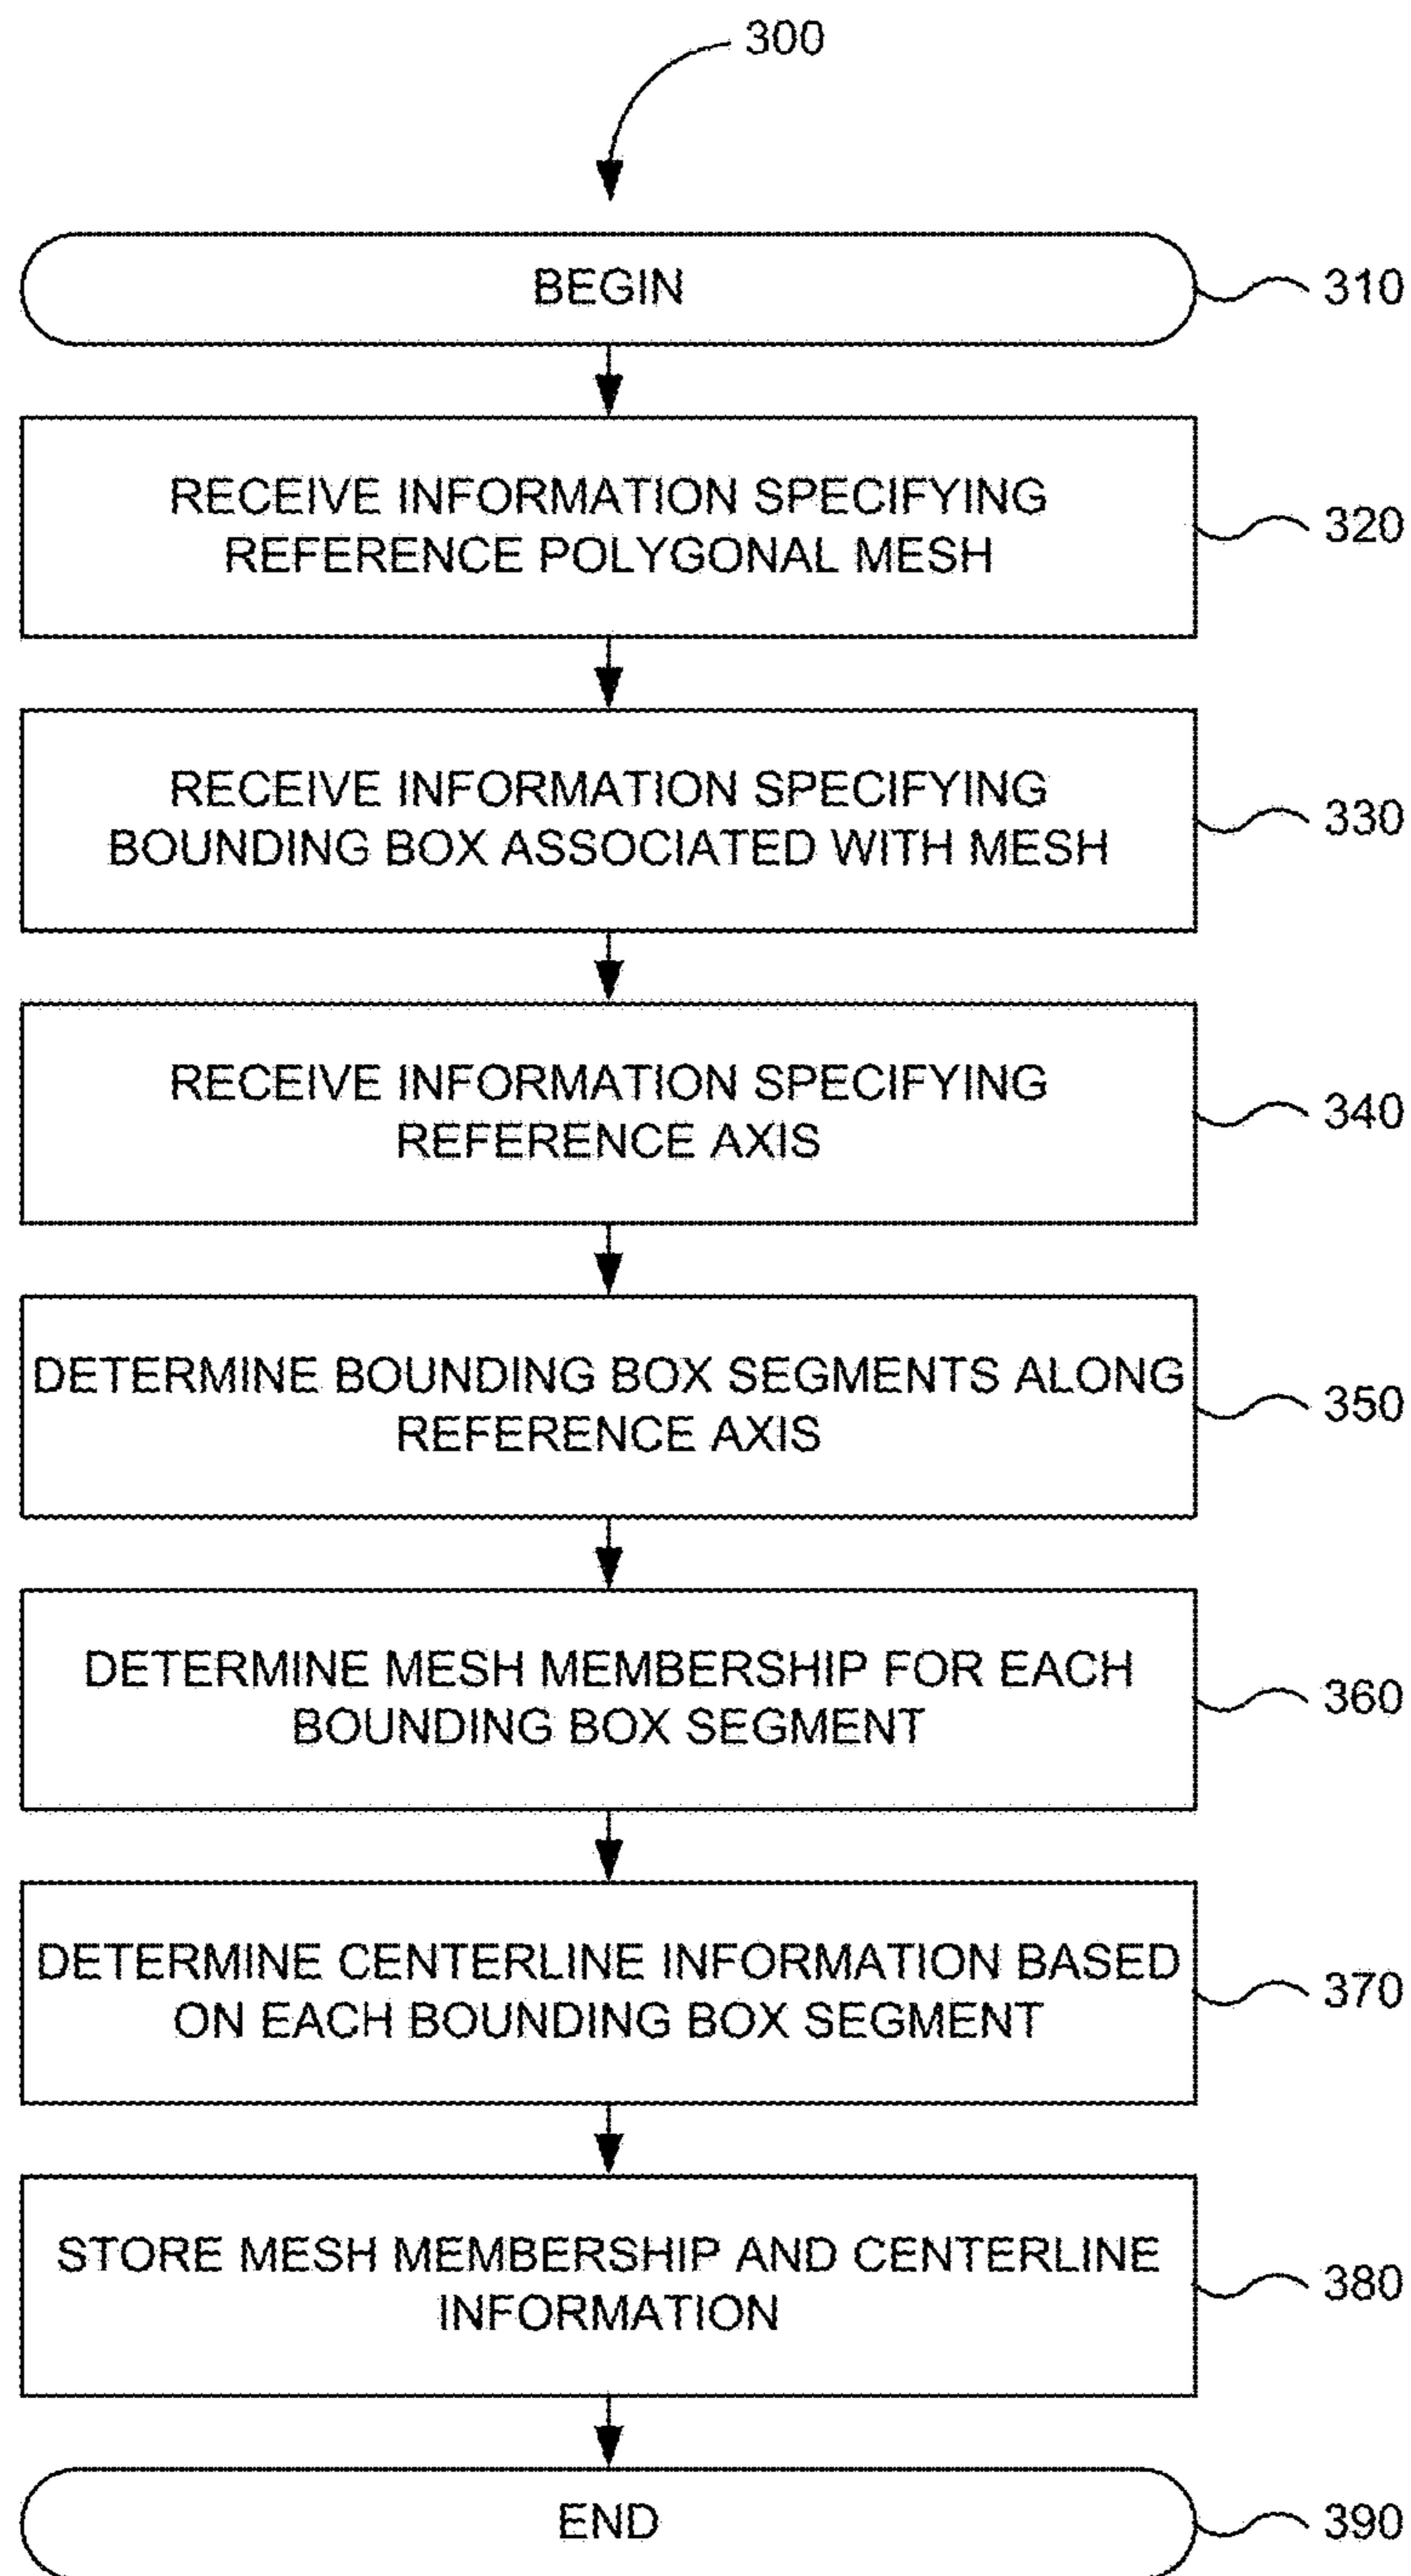 300
BEGIN
310
RECEIVE INFORMATION SPECIFYING
REFERENCE POLYGONAL MESH
320
RECEIVE INFORMATION SPECIFYING
BOUNDING BOX ASSOCIATED WITH MESH
330
RECEIVE INFORMATION SPECIFYING
REFERENCE AXIS
340
DETERMINE BOUNDING BOX SEGMENTS ALONG
REFERENCE AXIS
350
DETERMINE MESH MEMBERSHIP FOR EACH
BOUNDING BOX SEGMENT
360
DETERMINE CENTERLINE INFORMATION BASED
ON EACH BOUNDING BOX SEGMENT
370
STORE MESH MEMBERSHIP AND CENTERLINE
INFORMATION
380
END
390